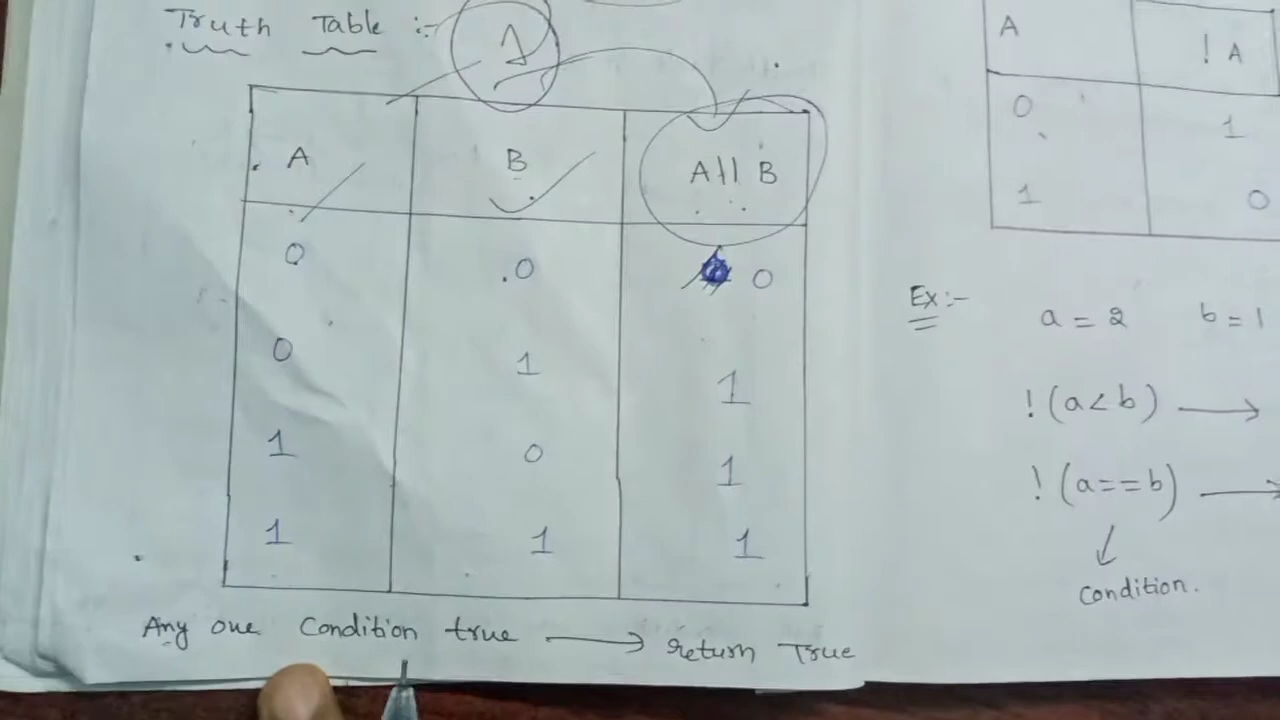 Truth Table :-
1
A B A || B
0 .0 0
0 1 1
1 0 1
1 1 1
Any one Condition true → return True
A ! A
0 1
1 0
Ex:-
a = 2 b = 1
! (a < b) →
! (a == b) →
↓
Condition.